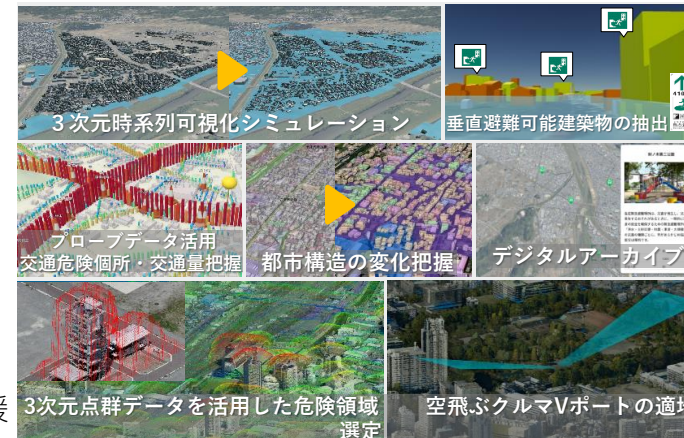 ３次元時系列可視化シミュレーション
垂直避難可能建築物の抽出
プローブデータ活用
交通危険個所・交通量把握
都市構造の変化把握
デジタルアーカイブ
3次元点群データを活用した危険領域
選定
空飛ぶクルマVポートの適地